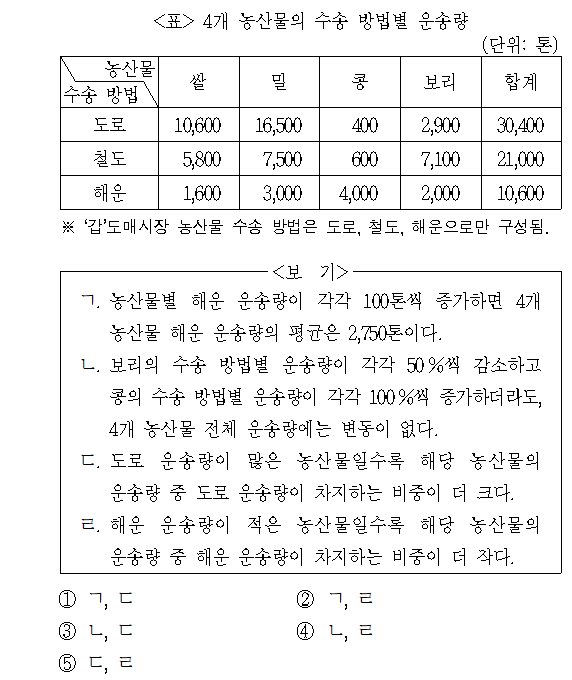 <표> 4개 농산물의 수송 방법별 운송량
(단위: 톤)
농산물
수송 방법 쌀 밀 콩 보리 합계
도로 10,600 16,500 400 2,900 30,400
철도 5,800 7,500 600 7,100 21,000
해운 1,600 3,000 4,000 2,000 10,600
※ ‘갑’도매시장 농산물 수송 방법은 도로, 철도, 해운으로만 구성됨.
<보 기>
ㄱ. 농산물별 해운 운송량이 각각 100톤씩 증가하면 4개
농산물 해운 운송량의 평균은 2,750톤이다.
ㄴ. 보리의 수송 방법별 운송량이 각각 50%씩 감소하고
콩의 수송 방법별 운송량이 각각 100%씩 증가하더라도,
4개 농산물 전체 운송량에는 변동이 없다.
ㄷ. 도로 운송량이 많은 농산물일수록 해당 농산물의
운송량 중 도로 운송량이 차지하는 비중이 더 크다.
ㄹ. 해운 운송량이 적은 농산물일수록 해당 농산물의
운송량 중 해운 운송량이 차지하는 비중이 더 작다.
① ㄱ, ㄷ ② ㄱ, ㄹ
③ ㄴ, ㄷ ④ ㄴ, ㄹ
⑤ ㄷ, ㄹ